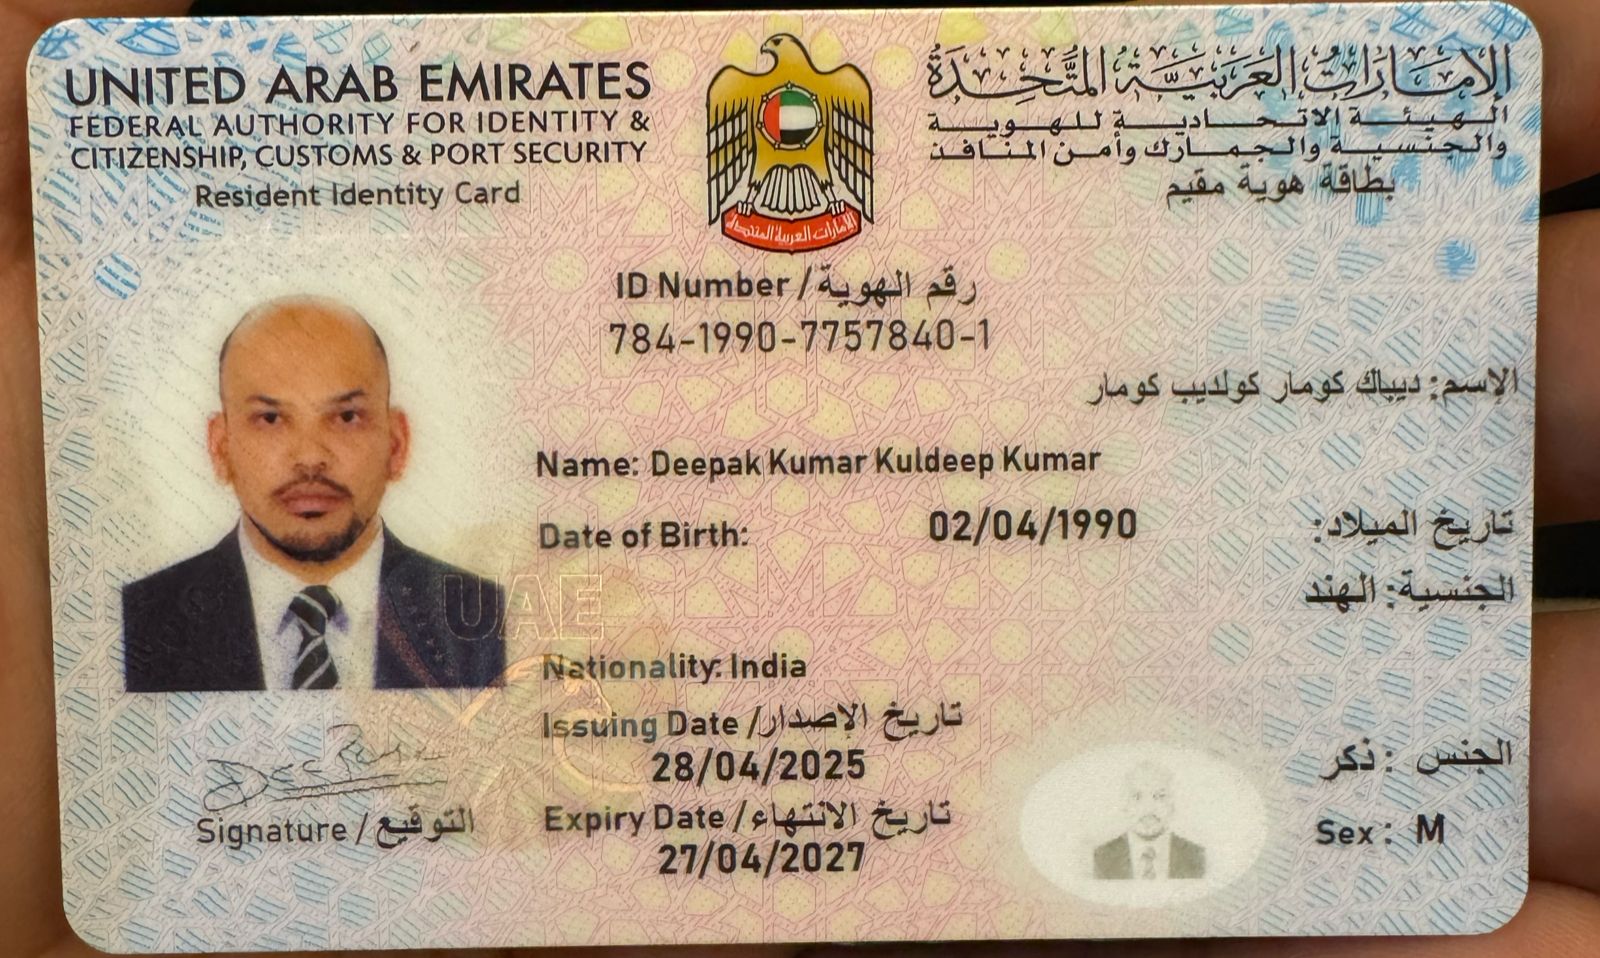 UNITED ARAB EMIRATES
FEDERAL AUTHORITY FOR IDENTITY &
CITIZENSHIP, CUSTOMS & PORT SECURITY
Resident Identity Card
الإمارات العربية المتحدة
الهيئة الاتحادية للهوية
والجنسية والجمارك وأمن المنافذ
بطاقة هوية مقيم
الإمارات العربية المتحدة
ID Number / رقم الهوية
784-1990-7757840-1
الإسم: ديباك كومار كولديب كومار
Name: Deepak Kumar Kuldeep Kumar
Date of Birth: 02/04/1990 تاريخ الميلاد:
الجنسية: الهند
UAE
Nationality: India
Issuing Date / تاريخ الإصدار
28/04/2025
الجنس : ذكر
Expiry Date / تاريخ الانتهاء
27/04/2027
Sex : M
Deepak
Signature / التوقيع